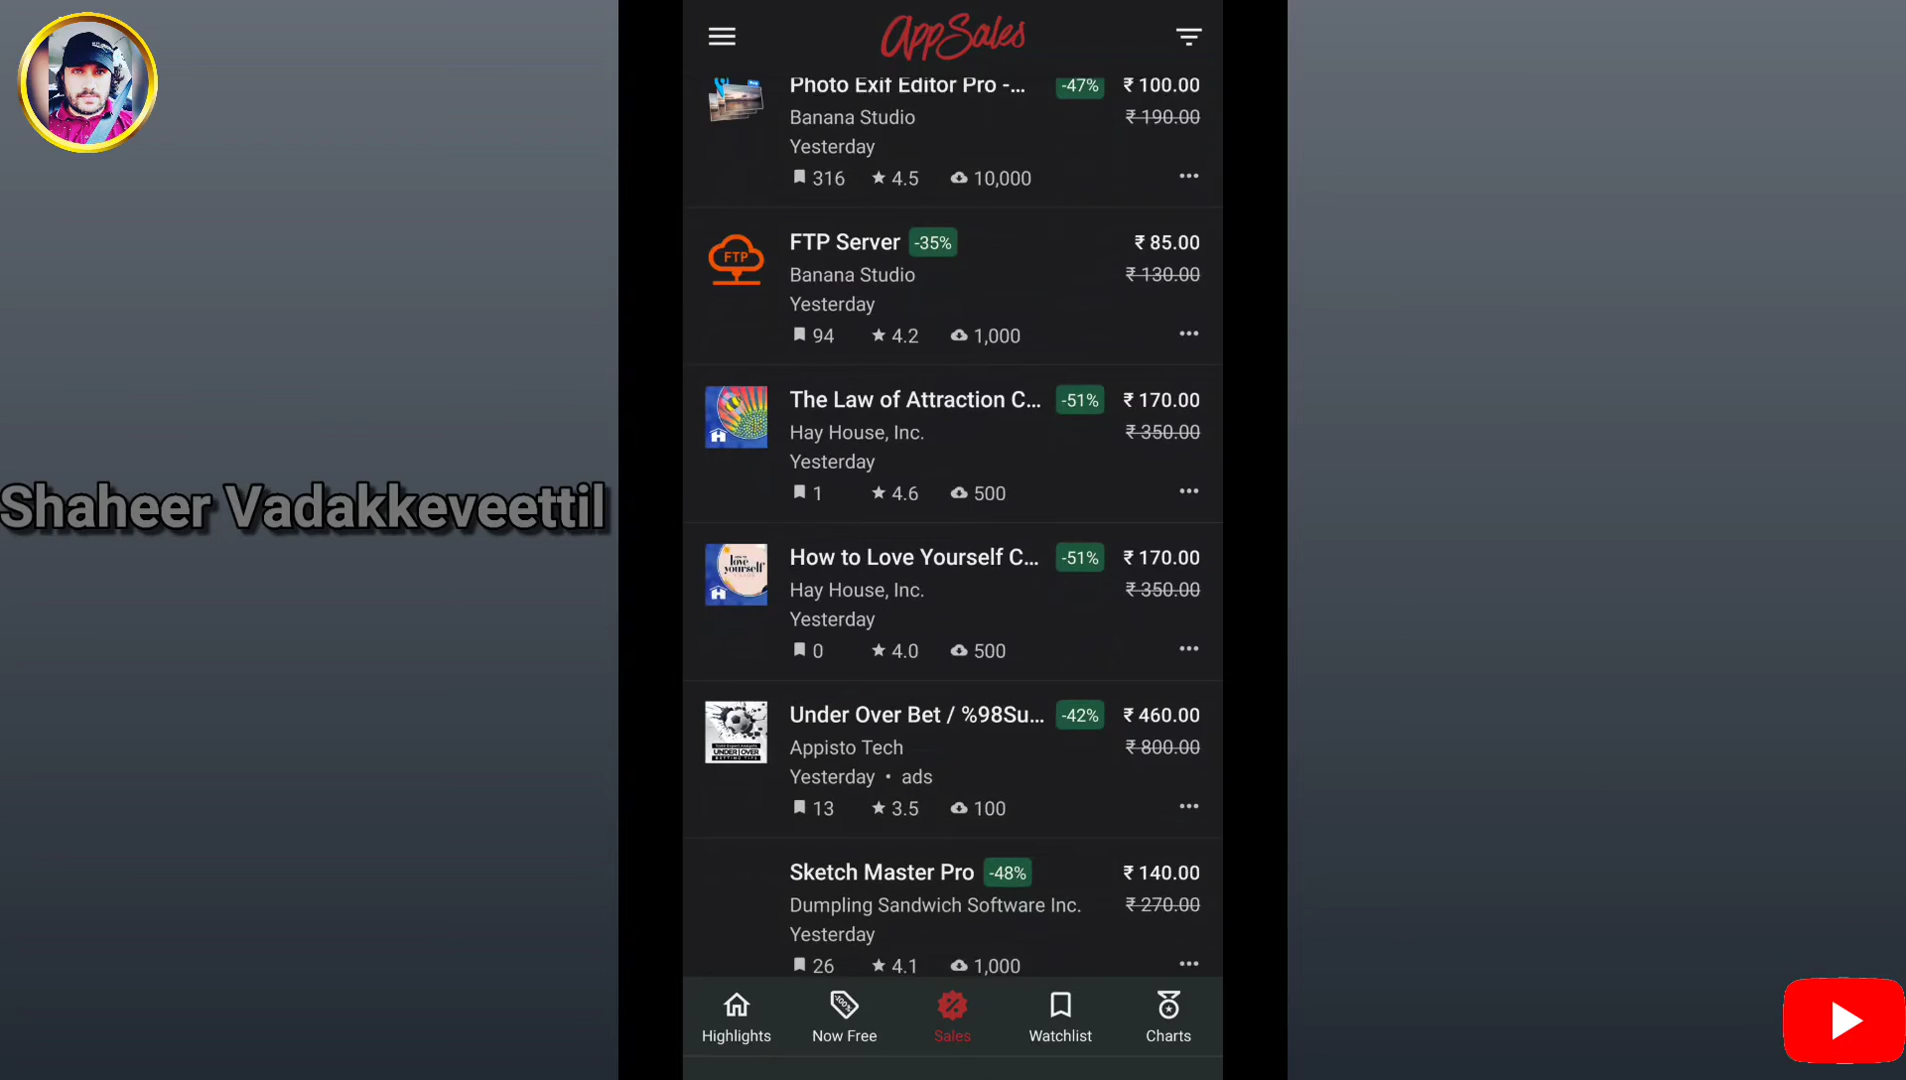 AppSales
Photo Exif Editor Pro -... -47% ₹ 100.00
Banana Studio ₹ 190.00
Yesterday
316 4.5 10,000
FTP
FTP Server -35% ₹ 85.00
Banana Studio ₹ 130.00
Yesterday
94 4.2 1,000
The Law of Attraction C... -51% ₹ 170.00
Hay House, Inc. ₹ 350.00
Yesterday
1 4.6 500
Shaheer Vadakkeveettil
How to Love Yourself C... -51% ₹ 170.00
love
yourself
Hay House, Inc. ₹ 350.00
Yesterday
0 4.0 500
Under Over Bet / %98Su... -42% ₹ 460.00
UNDER OVER
Appisto Tech ₹ 800.00
Yesterday • ads
13 3.5 100
Sketch Master Pro -48% ₹ 140.00
Dumpling Sandwich Software Inc. ₹ 270.00
Yesterday
26 4.1 1,000
Highlights Now Free Sales Watchlist Charts